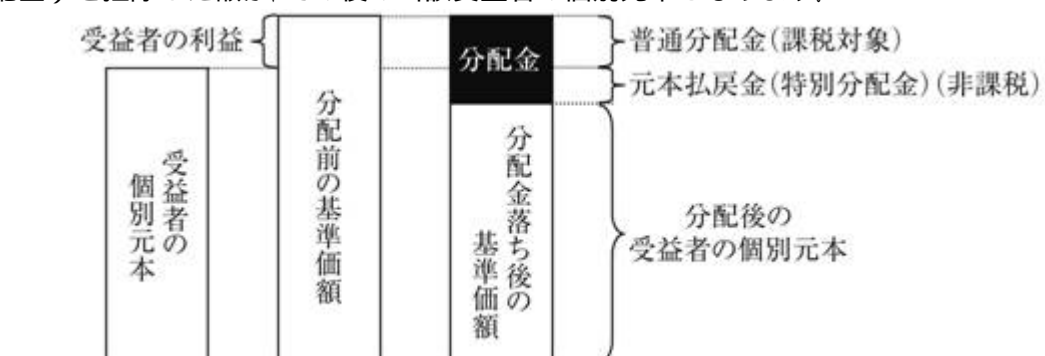 受益者の利益
分配金
普通分配金(課税対象)
元本払戻金(特別分配金)(非課税)
受益者の
個別元本
分配前の基準価額
分配金落ち後の
基準価額
分配後の
受益者の個別元本